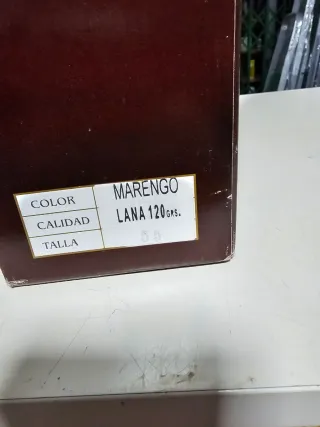 COLOR MARENGO
CALIDAD LANA 120 GRS.
TALLA